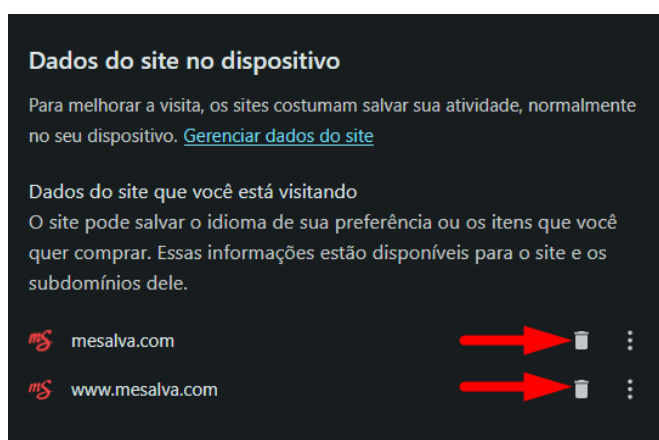 Dados do site no dispositivo
Para melhorar a visita, os sites costumam salvar sua atividade, normalmente
no seu dispositivo. Gerenciar dados do site
Dados do site que você está visitando
O site pode salvar o idioma de sua preferência ou os itens que você
quer comprar. Essas informações estão disponíveis para o site e os
subdomínios dele.
mS mesalva.com
mS www.mesalva.com